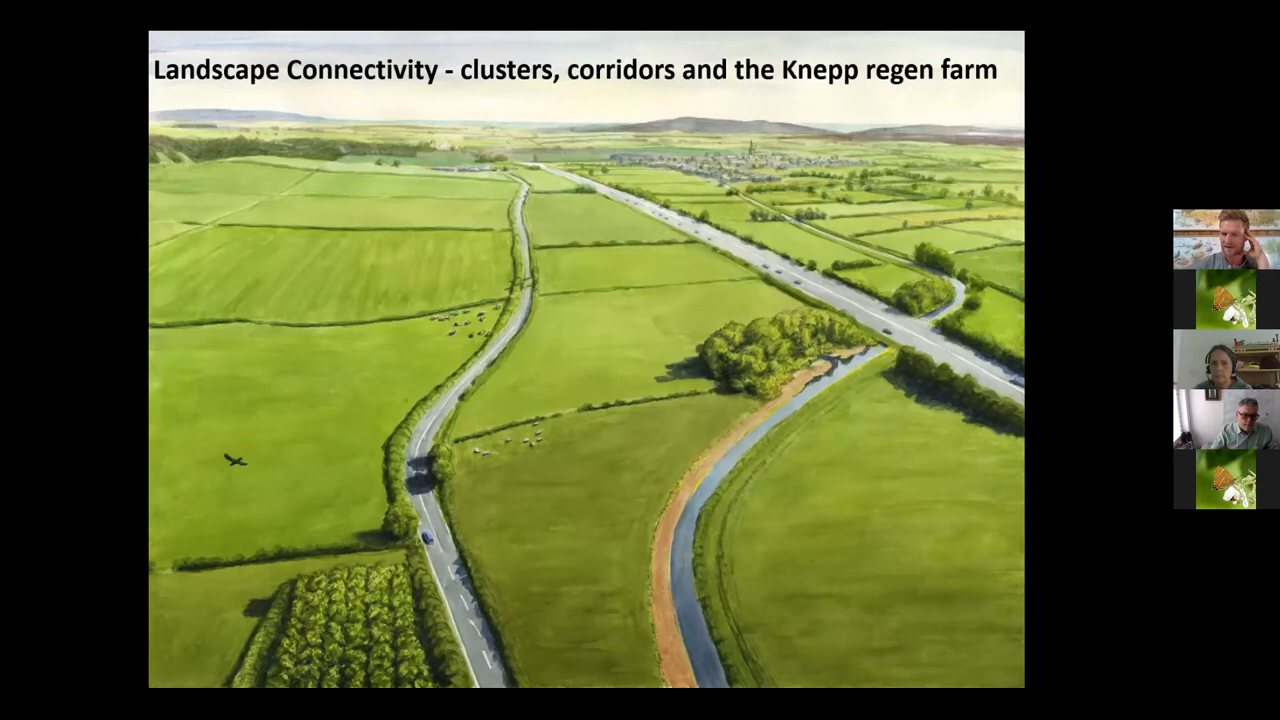 Landscape Connectivity - clusters, corridors and the Knepp regen farm